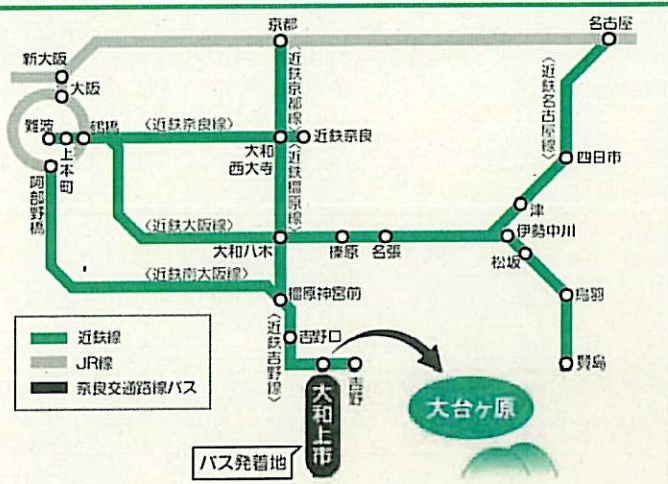 京都
名古屋
新大阪
大阪
〈近鉄京都線〉
〈近鉄名古屋線〉
難波
上本町
鶴橋
〈近鉄奈良線〉
大和
西大寺
近鉄奈良
四日市
阿部野橋
〈近鉄橿原線〉
津
〈近鉄大阪線〉
大和八木
榛原
名張
伊勢中川
松坂
〈近鉄南大阪線〉
橿原神宮前
鳥羽
近鉄線
JR線
奈良交通路線バス
〈近鉄吉野線〉
吉野口
吉野
賢島
大和上市
大台ヶ原
バス発着地